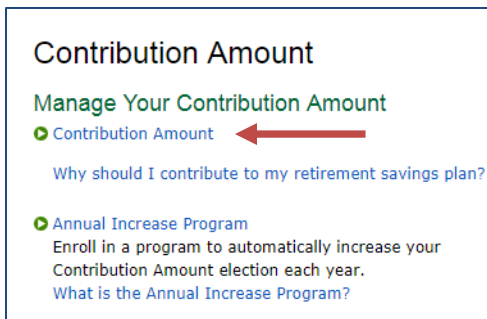 Contribution Amount
Manage Your Contribution Amount
Contribution Amount
Why should I contribute to my retirement savings plan?
Annual Increase Program
Enroll in a program to automatically increase your
Contribution Amount election each year.
What is the Annual Increase Program?